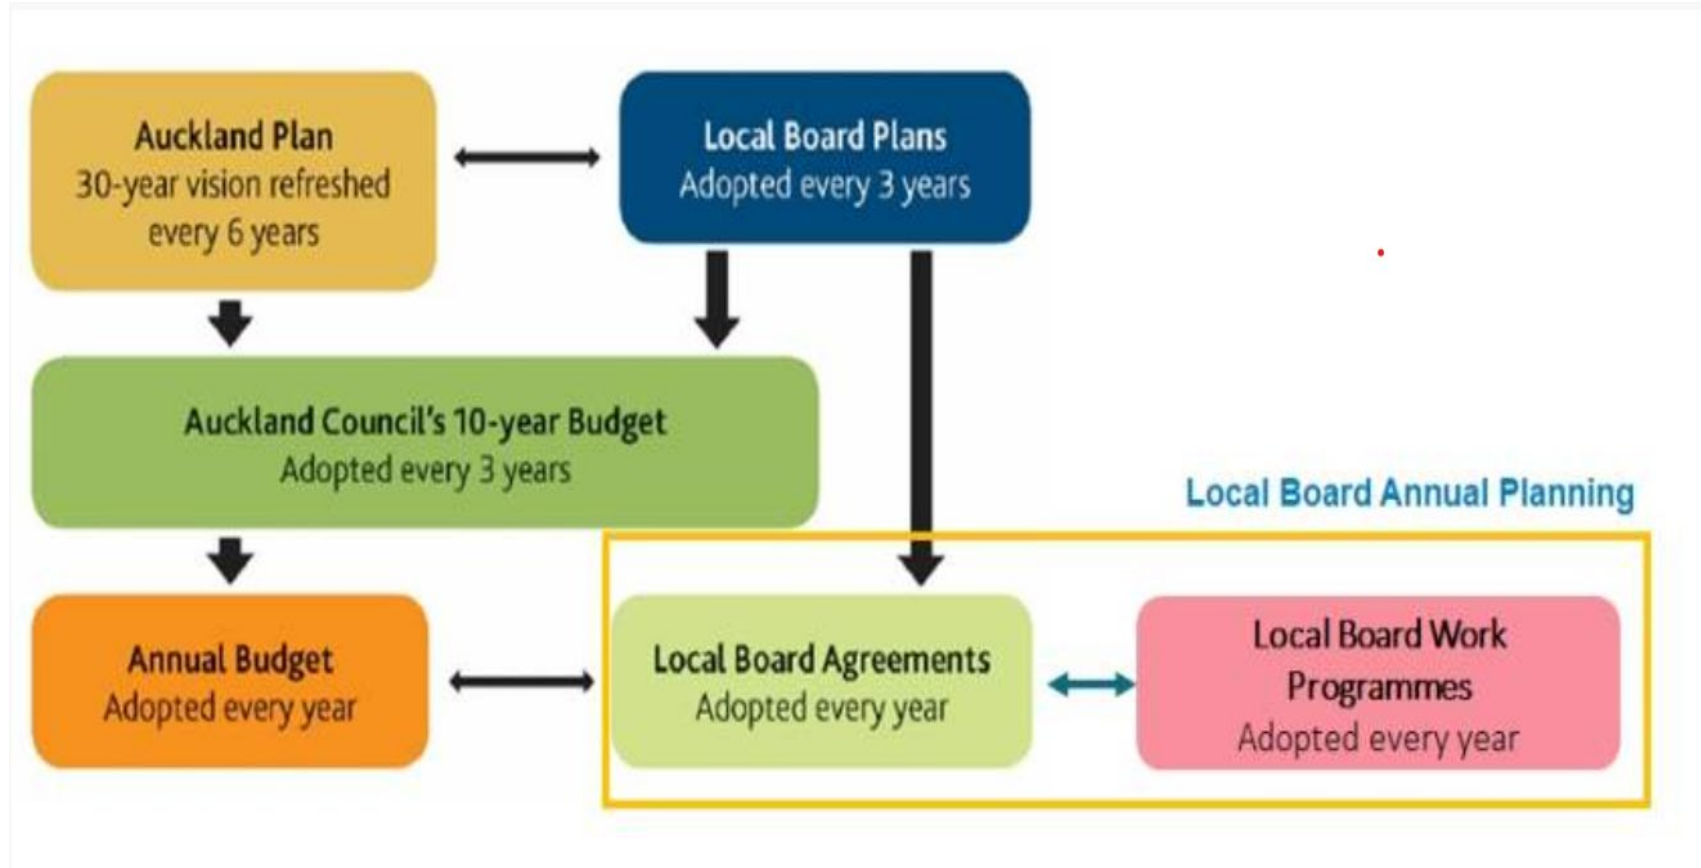 Auckland Plan
30-year vision refreshed
every 6 years
Local Board Plans
Adopted every 3 years
Auckland Council's 10-year Budget
Adopted every 3 years
Local Board Annual Planning
Annual Budget
Adopted every year
Local Board Agreements
Adopted every year
Local Board Work
Programmes
Adopted every year